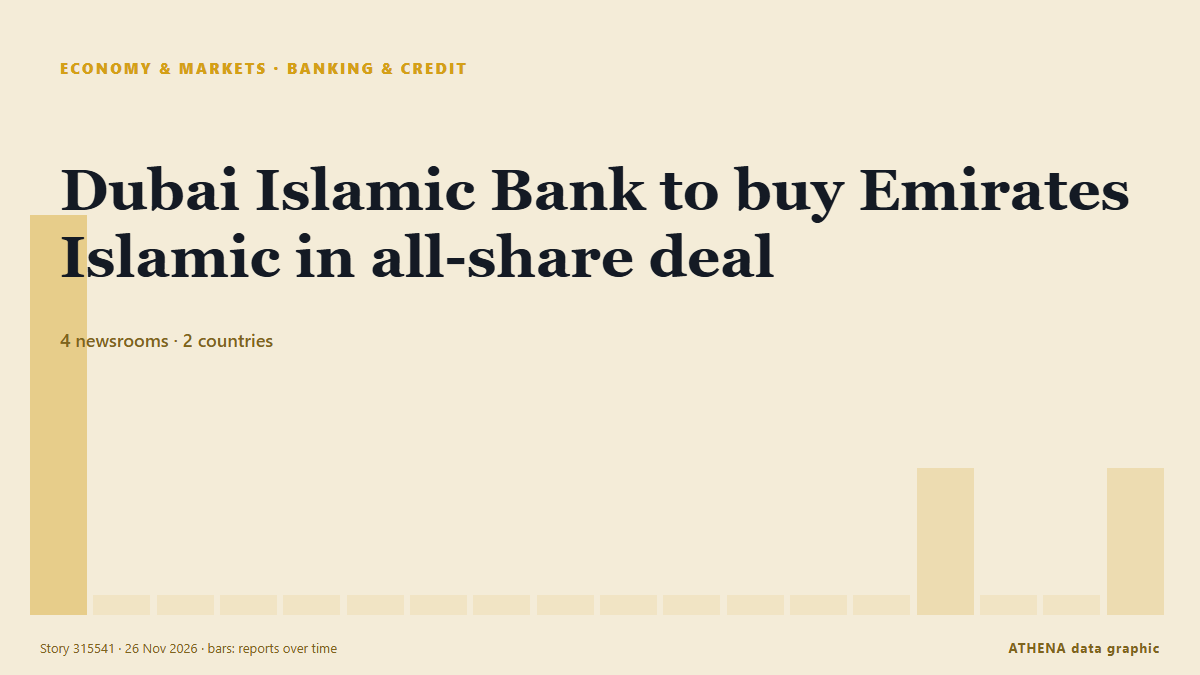 ECONOMY & MARKETS · BANKING & CREDIT
Dubai Islamic Bank to buy Emirates
Islamic in all-share deal
4 newsrooms · 2 countries
Story 315541 · 26 Nov 2026 · bars: reports over time
ATHENA data graphic